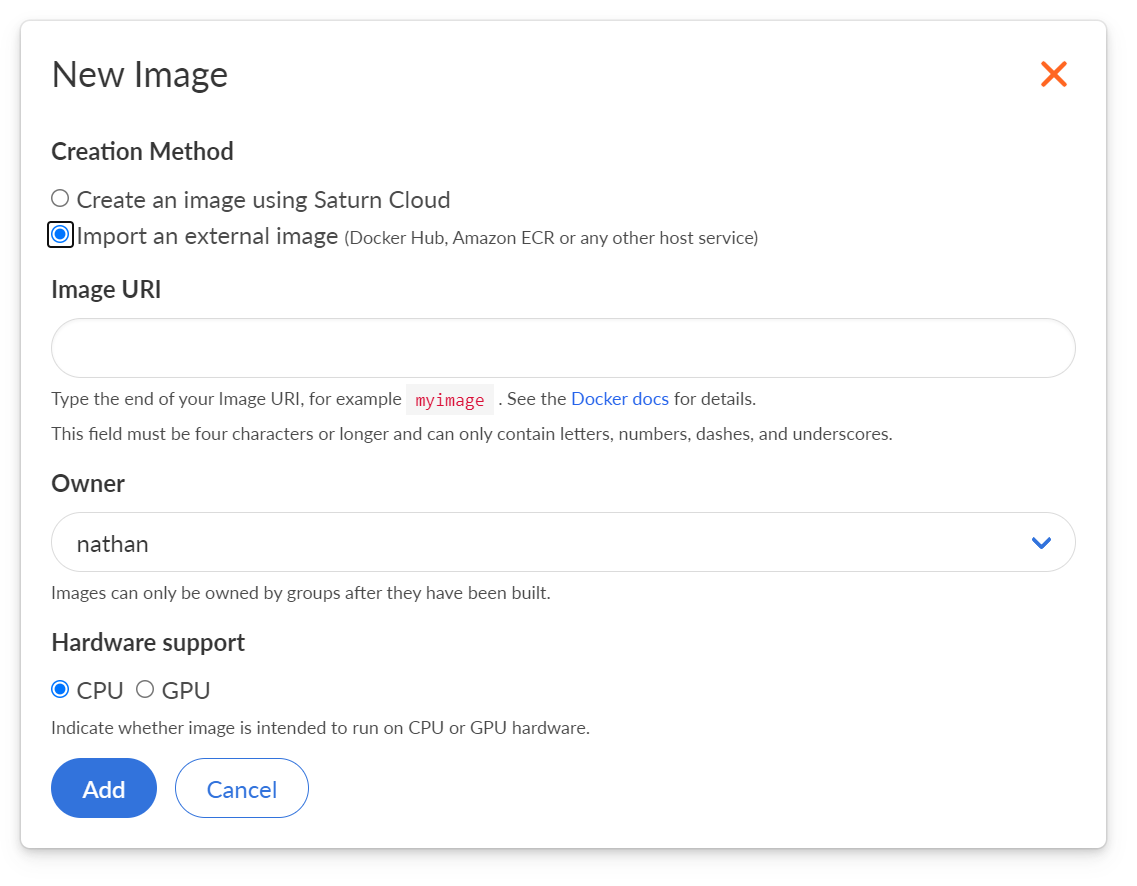 New Image
Creation Method
Create an image using Saturn Cloud
Import an external image (Docker Hub, Amazon ECR or any other host service)
Image URI
Type the end of your Image URI, for example myimage . See the Docker docs for details.
This field must be four characters or longer and can only contain letters, numbers, dashes, and underscores.
Owner
nathan
Images can only be owned by groups after they have been built.
Hardware support
CPU GPU
Indicate whether image is intended to run on CPU or GPU hardware.
Add Cancel